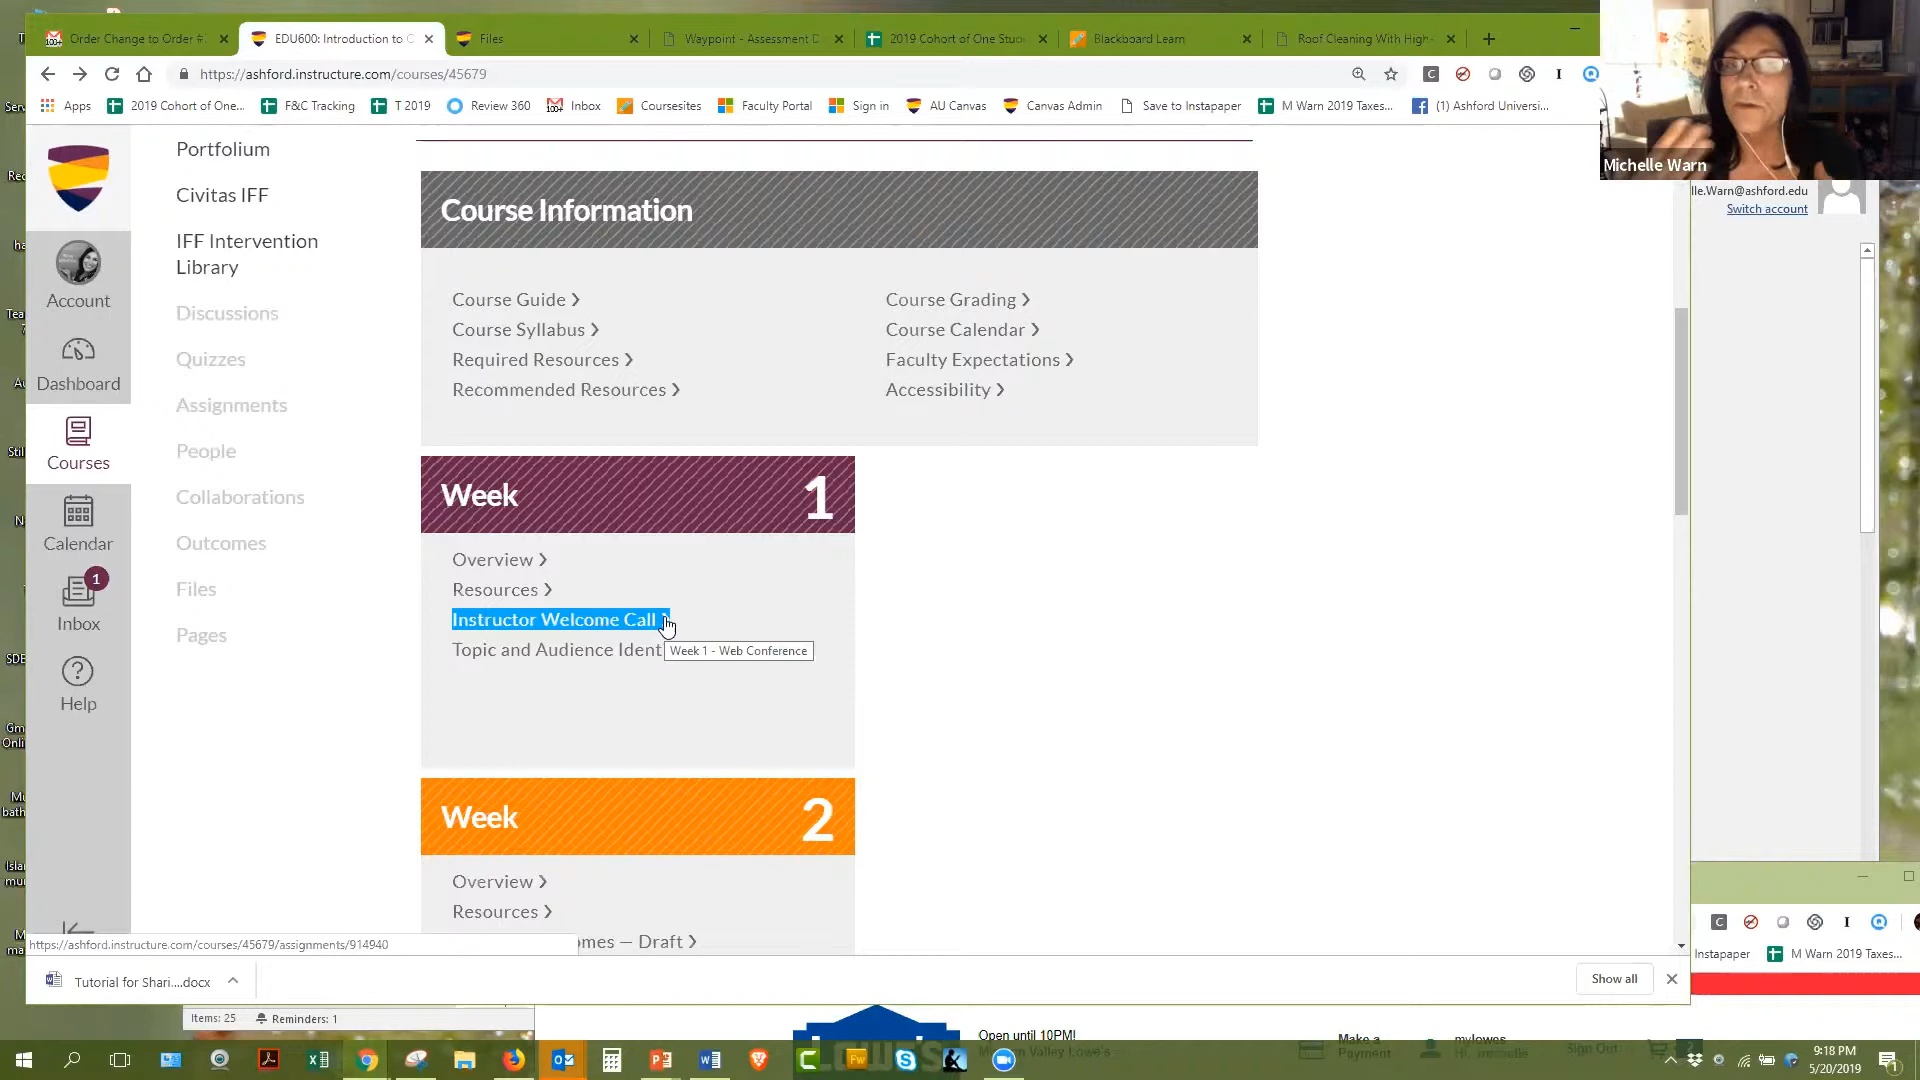 Order Change to Order #
EDU600: Introduction to C
Files
Waypoint - Assessment D
2019 Cohort of One Stud
Blackboard Learn
Roof Cleaning With High-
https://ashford.instructure.com/courses/45679
Apps
2019 Cohort of One...
F&C Tracking
T 2019
Review 360
Inbox
Coursesites
Faculty Portal
Sign in
AU Canvas
Canvas Admin
Save to Instapaper
M Warn 2019 Taxes...
(1) Ashford Universi...
Michelle Warn
lle.Warn@ashford.edu
Switch account
Account
Dashboard
Courses
Calendar
1
Inbox
Help
Portfolium
Civitas IFF
IFF Intervention
Library
Discussions
Quizzes
Assignments
People
Collaborations
Outcomes
Files
Pages
Course Information
Course Guide
Course Syllabus
Required Resources
Recommended Resources
Course Grading
Course Calendar
Faculty Expectations
Accessibility
Week 1
Overview
Resources
Instructor Welcome Call
Topic and Audience Ident
Week 1 - Web Conference
Week 2
Overview
Resources
omes — Draft
https://ashford.instructure.com/courses/45679/assignments/914940
Instapaper
M Warn 2019 Taxes...
Tutorial for Shari....docx
Show all
Items: 25
Reminders: 1
Open until 10PM!
Valley Lowe's
Make a
Payment
mylowes
Sign Out
9:18 PM
5/20/2019